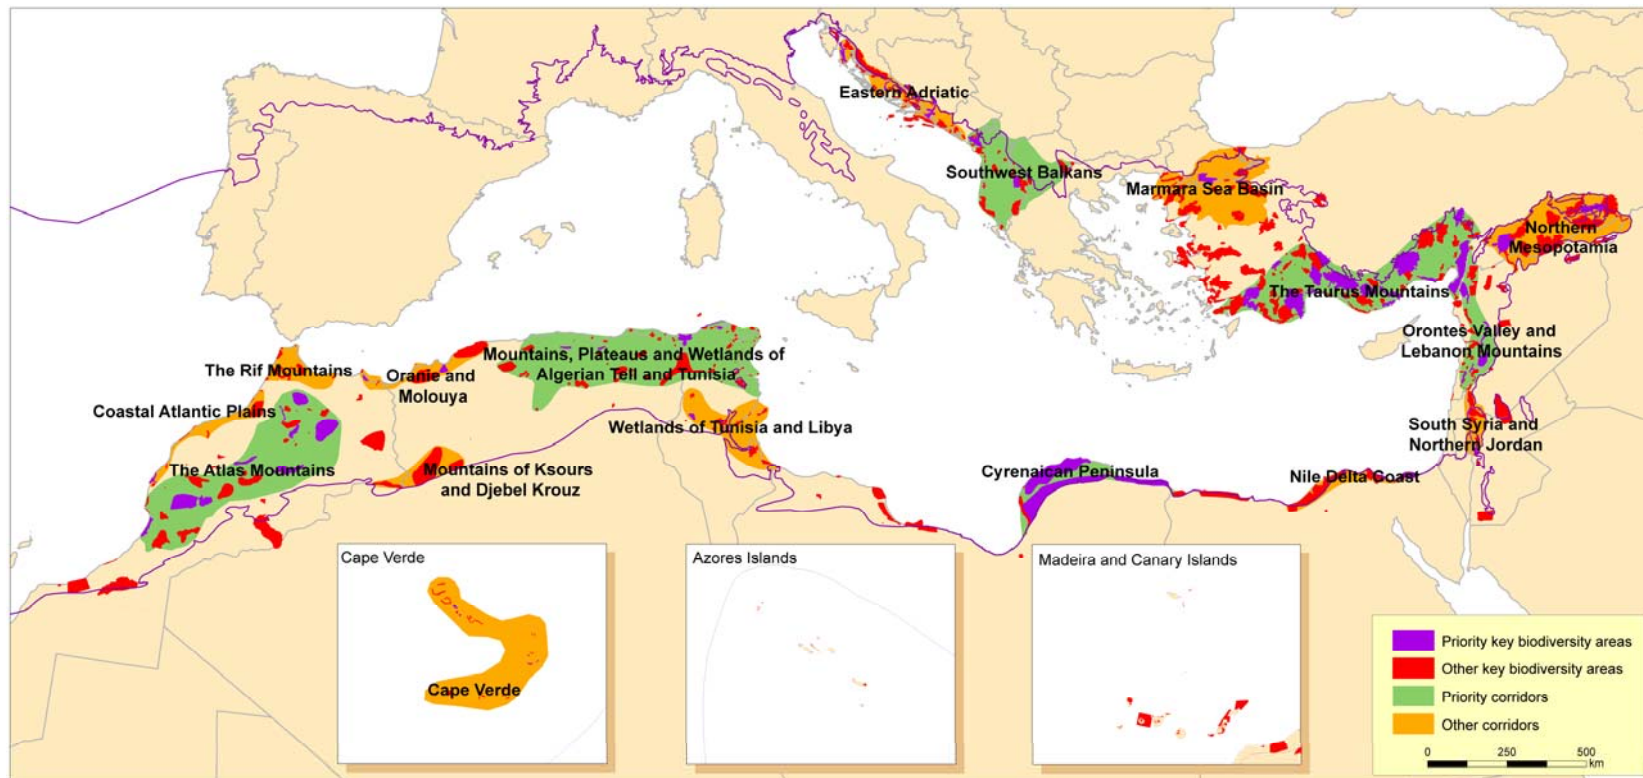 Eastern Adriatic
Southwest Balkans
Marmara Sea Basin
Northern
Mesopotamia
The Taurus Mountains
Orontes Valley and
Lebanon Mountains
The Rif Mountains
Oranie and
Molouya
Mountains, Plateaus and Wetlands of
Algerian Tell and Tunisia
Coastal Atlantic Plains
Wetlands of Tunisia and Libya
South Syria and
Northern Jordan
The Atlas Mountains
Mountains of Ksours
and Djebel Krouz
Cyrenaican Peninsula
Nile Delta Coast
Cape Verde
Cape Verde
Azores Islands
Madeira and Canary Islands
Priority key biodiversity areas
Other key biodiversity areas
Priority corridors
Other corridors
0 250 500
km